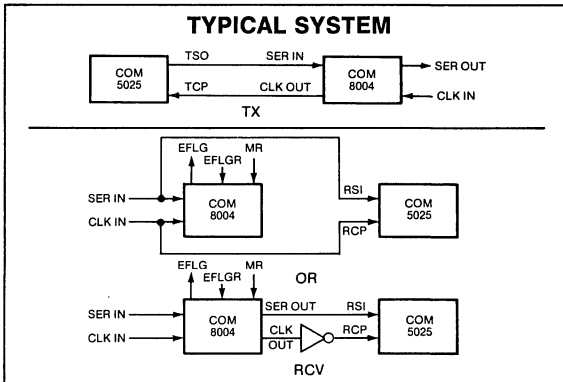 TYPICAL SYSTEM
COM 5025
TSO
SER IN
COM 8004
SER OUT
TCP
CLK OUT
CLK IN
TX
EFLG
EFLGR
MR
SER IN
CLK IN
COM 8004
RSI
RCP
COM 5025
OR
EFLG
EFLGR
MR
SER IN
CLK IN
COM 8004
SER OUT
RSI
CLK OUT
RCP
COM 5025
RCV